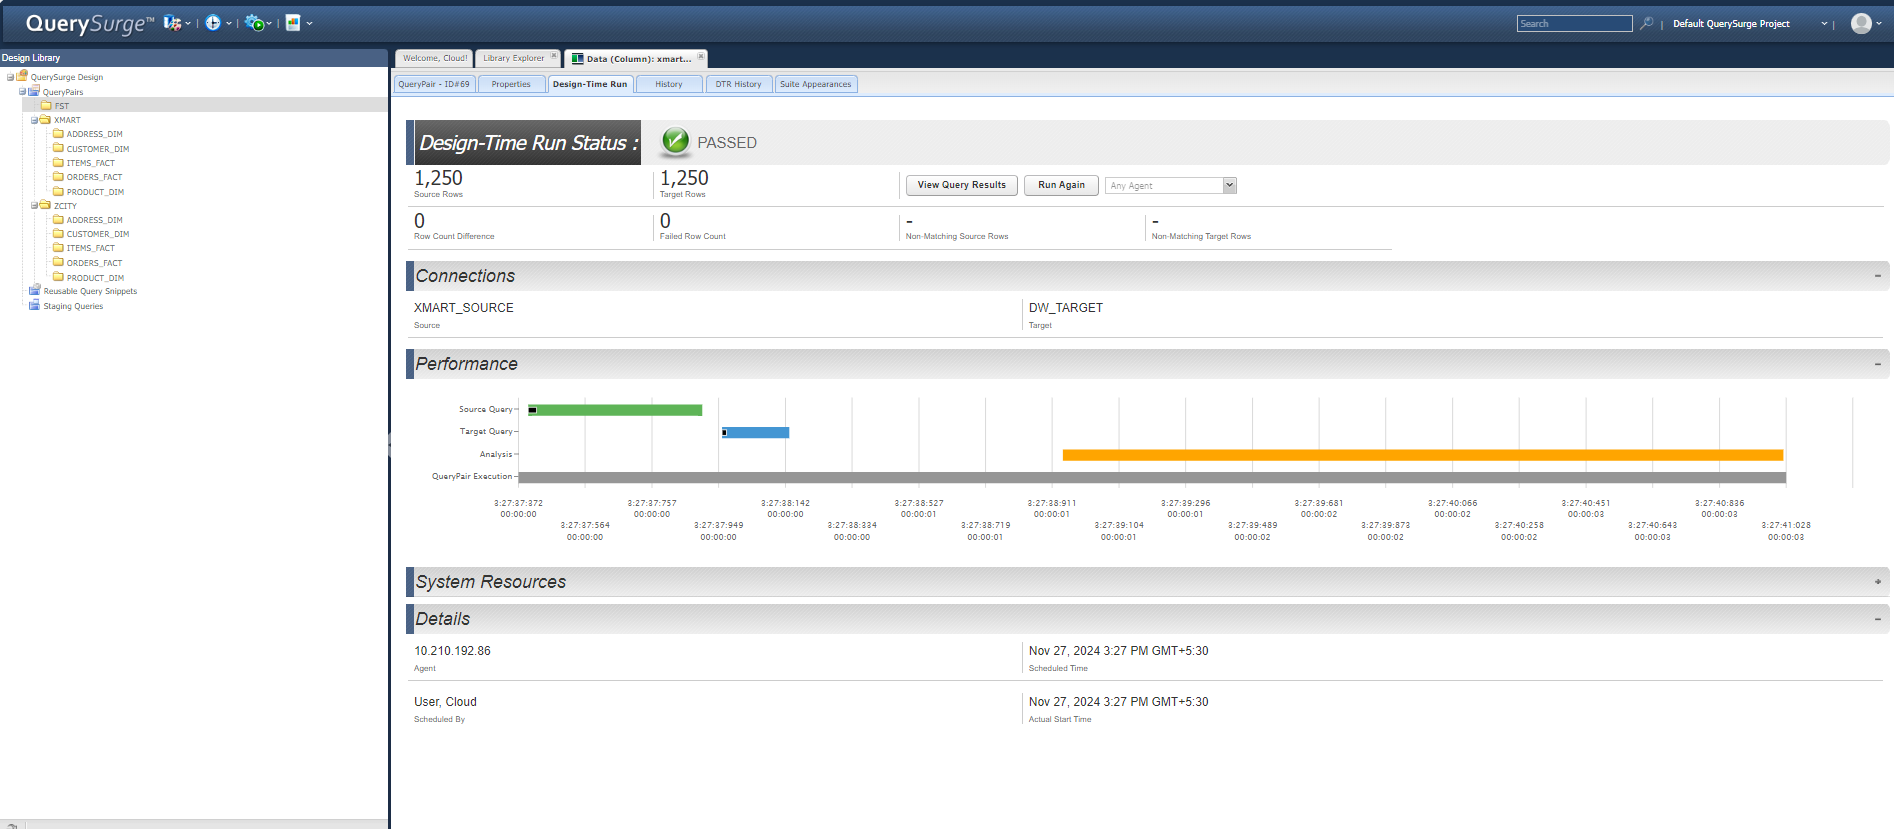 QuerySurge™
Search
Default QuerySurge Project
Design Library
QuerySurge Design
QueryPairs
FST
XMART
ADDRESS_DIM
CUSTOMER_DIM
ITEMS_FACT
ORDERS_FACT
PRODUCT_DIM
ZCITY
ADDRESS_DIM
CUSTOMER_DIM
ITEMS_FACT
ORDERS_FACT
PRODUCT_DIM
Reusable Query Snippets
Staging Queries
Welcome, Cloud! Library Explorer Data (Column): xmart...
QueryPair - ID#69 Properties Design-Time Run History DTR History Suite Appearances
Design-Time Run Status : PASSED
1,250 1,250
Source Rows Target Rows
View Query Results Run Again Any Agent
0 0 - -
Row Count Difference Failed Row Count Non-Matching Source Rows Non-Matching Target Rows
Connections
XMART_SOURCE DW_TARGET
Source Target
Performance
Source Query
Target Query
Analysis
QueryPair Execution
3:27:37:372 3:27:37:757 3:27:38:142 3:27:38:527 3:27:38:911 3:27:39:296 3:27:39:681 3:27:40:066 3:27:40:451 3:27:40:836
00:00:00 00:00:00 00:00:00 00:00:01 00:00:01 00:00:01 00:00:02 00:00:02 00:00:03 00:00:03
3:27:37:564 3:27:37:949 3:27:38:334 3:27:38:719 3:27:39:104 3:27:39:489 3:27:39:873 3:27:40:258 3:27:40:643 3:27:41:028
00:00:00 00:00:00 00:00:00 00:00:01 00:00:01 00:00:02 00:00:02 00:00:02 00:00:03 00:00:03
System Resources
Details
10.210.192.86 Nov 27, 2024 3:27 PM GMT+5:30
Agent Scheduled Time
User, Cloud Nov 27, 2024 3:27 PM GMT+5:30
Scheduled By Actual Start Time